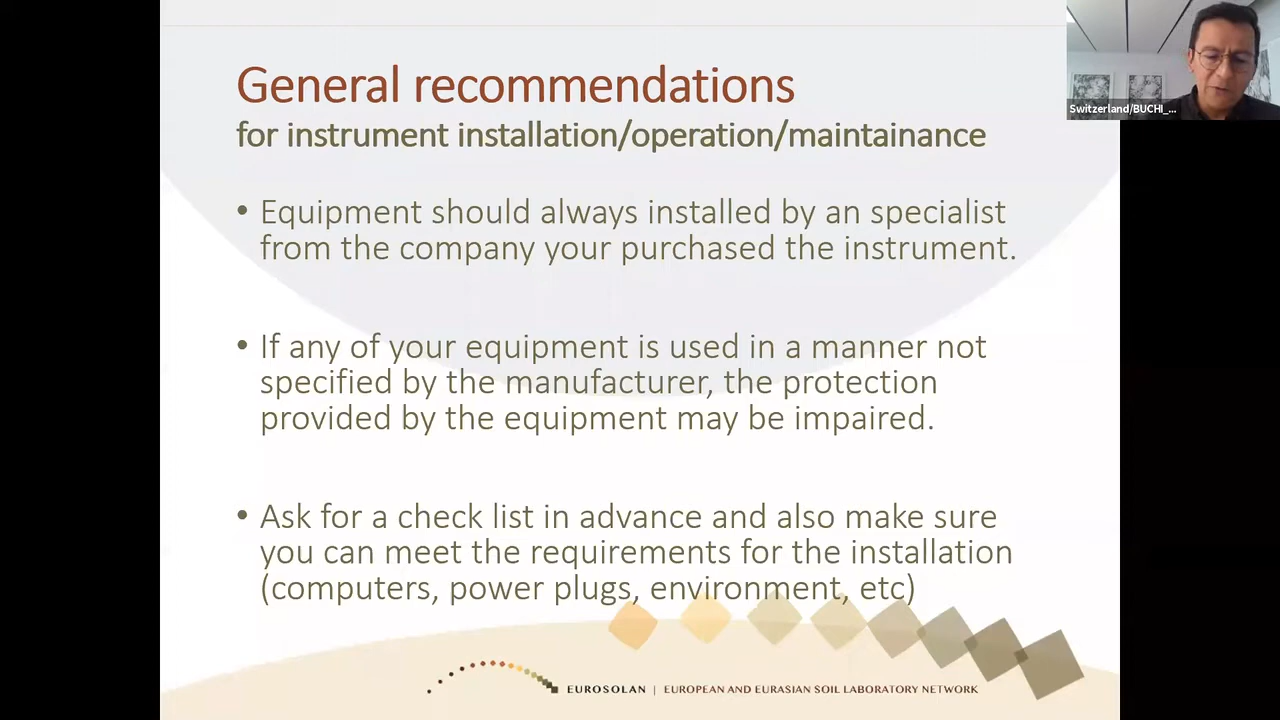 General recommendations
for instrument installation/operation/maintainance
• Equipment should always installed by an specialist
from the company your purchased the instrument.
• If any of your equipment is used in a manner not
specified by the manufacturer, the protection
provided by the equipment may be impaired.
• Ask for a check list in advance and also make sure
you can meet the requirements for the installation
(computers, power plugs, environment, etc)
EUROSOLAN | EUROPEAN AND EURASIAN SOIL LABORATORY NETWORK
Switzerland/BUCHI_...